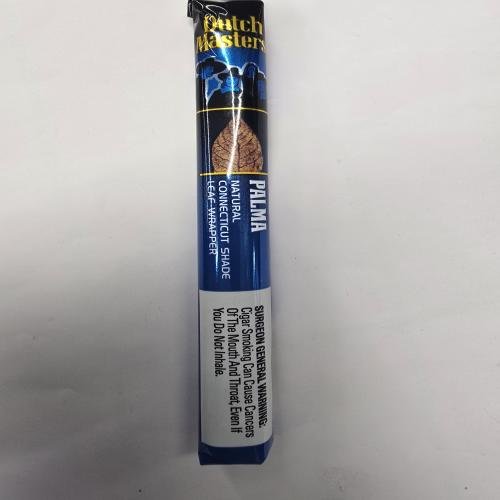 Dutch
Masters
PALMA
NATURAL
CONNECTICUT SHADE
LEAF WRAPPER
SURGEON GENERAL WARNING:
Cigar Smoking Can Cause Cancers
Of The Mouth And Throat, Even If
You Do Not Inhale.